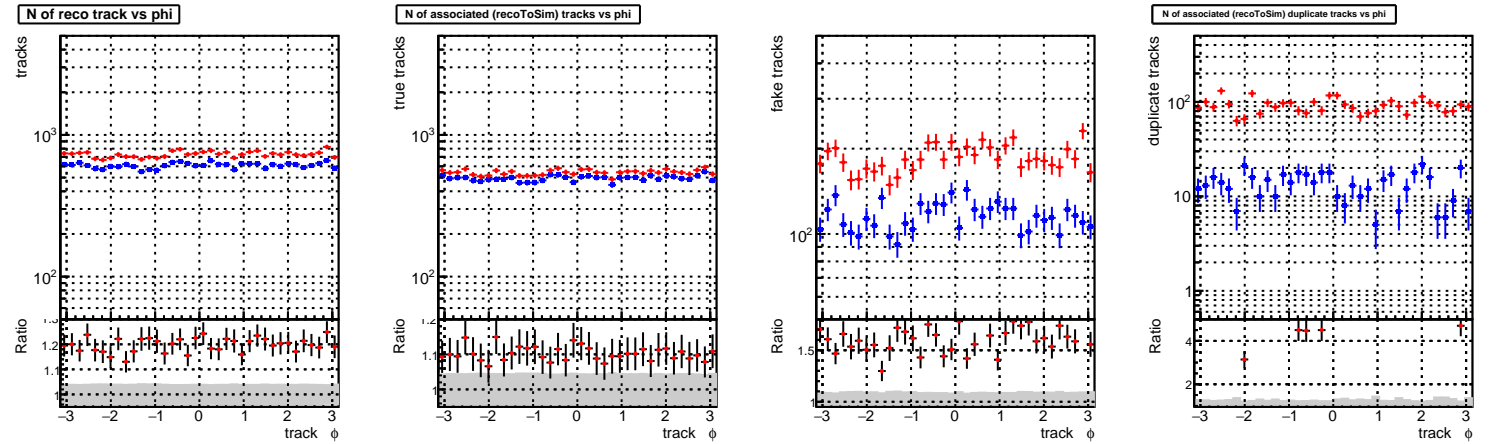 N of reco track vs phi
tracks
10³
10²
Ratio
1.3
1.2
1.1
1
−3 −2 −1 0 1 2 3
track φ
N of associated (recoToSim) tracks vs phi
true tracks
10³
10²
Ratio
1.2
1.1
1
−3 −2 −1 0 1 2 3
track φ
fake tracks
10²
Ratio
1.5
1
−3 −2 −1 0 1 2 3
track φ
N of associated (recoToSim) duplicate tracks vs phi
duplicate tracks
10²
10
1
Ratio
4
2
−3 −2 −1 0 1 2 3
track φ